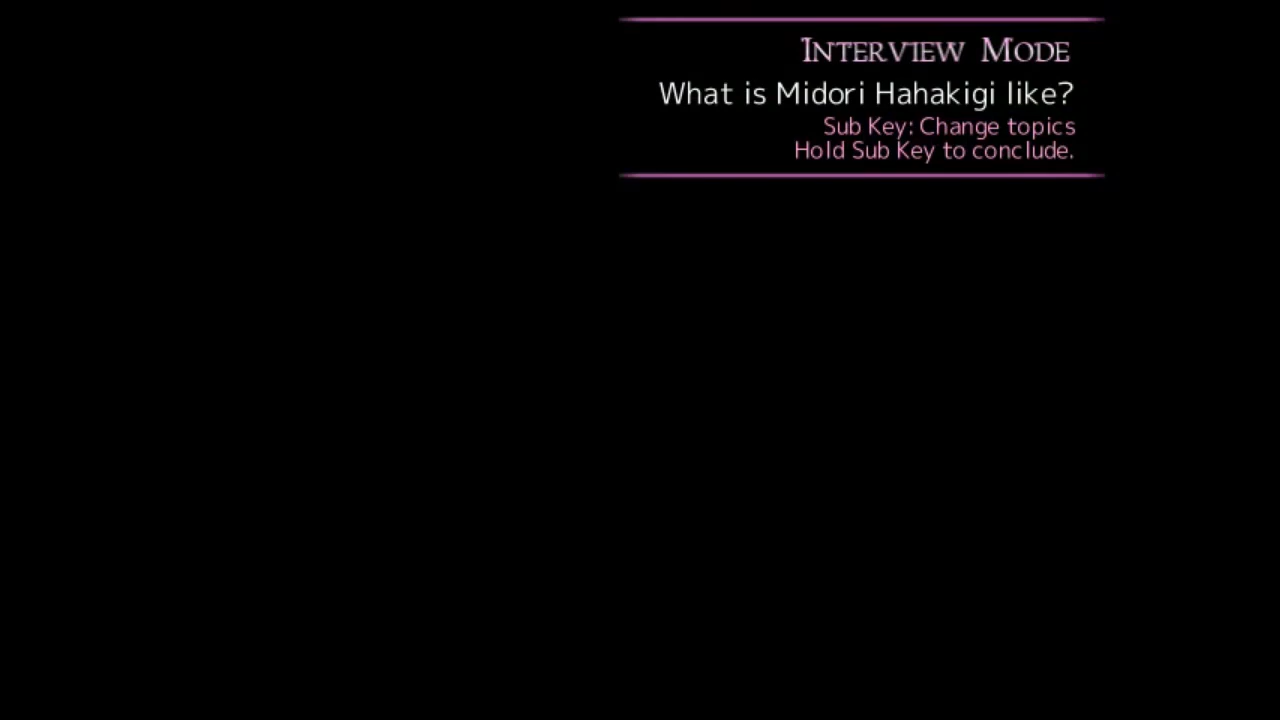 Interview Mode
What is Midori Hahakigi like?
Sub Key: Change topics
Hold Sub Key to conclude.